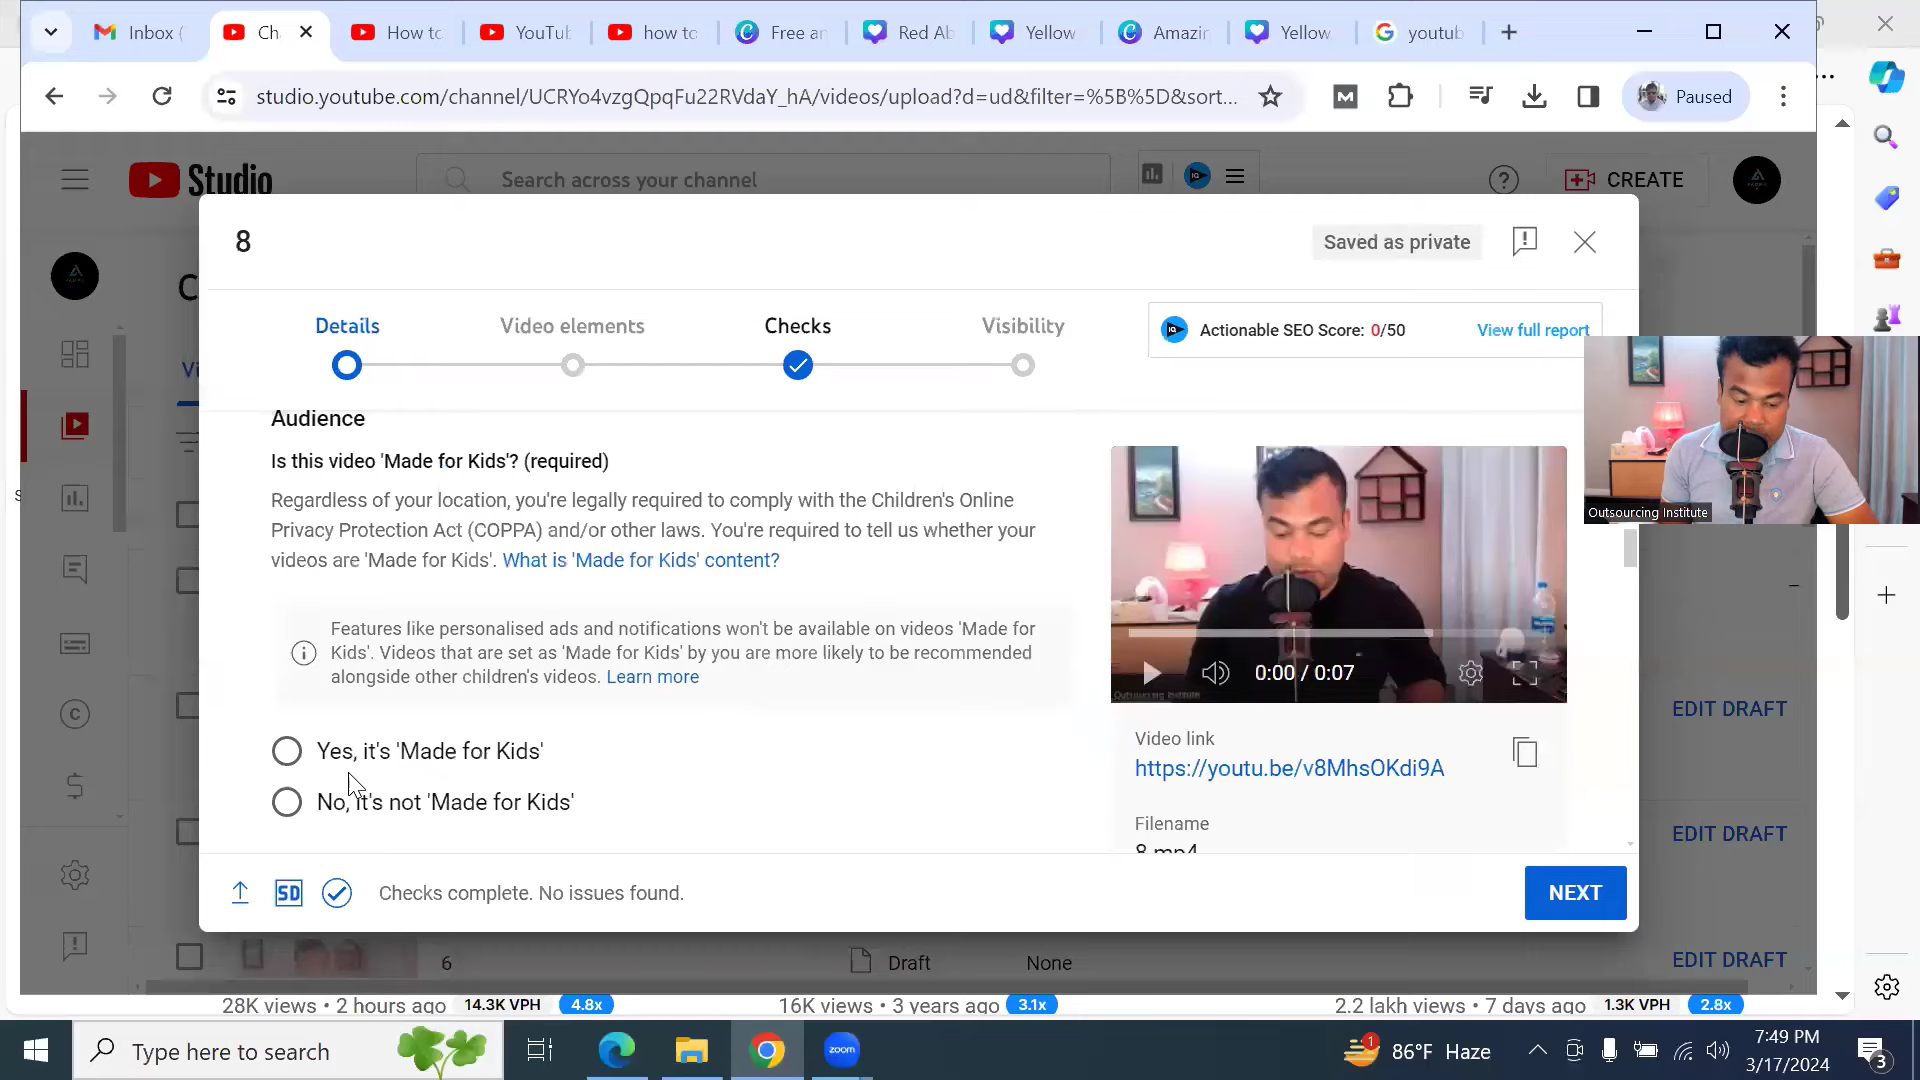 Inbox (
Ch
How to
YouTu
how to
Free an
Red Ab
Yellow
Amazin
Yellow
youtub
studio.youtube.com/channel/UCRYo4vzgQpqFu22RVdaY_hA/videos/upload?d=ud&filter=%5B%5D&sort...
M
Paused
Studio
Search across your channel
CREATE
8
Saved as private
Details
Video elements
Checks
Visibility
Actionable SEO Score: 0/50
View full report
Audience
Is this video 'Made for Kids'? (required)
Regardless of your location, you're legally required to comply with the Children's Online
Privacy Protection Act (COPPA) and/or other laws. You're required to tell us whether your
videos are 'Made for Kids'. What is 'Made for Kids' content?
Features like personalised ads and notifications won't be available on videos 'Made for
Kids'. Videos that are set as 'Made for Kids' by you are more likely to be recommended
alongside other children's videos. Learn more
Yes, it's 'Made for Kids'
No, it's not 'Made for Kids'
0:00 / 0:07
Outsourcing Institute
Outsourcing Institute
Video link
https://youtu.be/v8MhsOKdi9A
Filename
8.mp4
EDIT DRAFT
EDIT DRAFT
EDIT DRAFT
SD
Checks complete. No issues found.
NEXT
6
Draft
None
28K views • 2 hours ago 14.3K VPH 4.8x
16K views • 3 years ago 3.1x
2.2 lakh views • 7 days ago 1.3K VPH 2.8x
Type here to search
zoom
1
86°F Haze
7:49 PM
3/17/2024
3